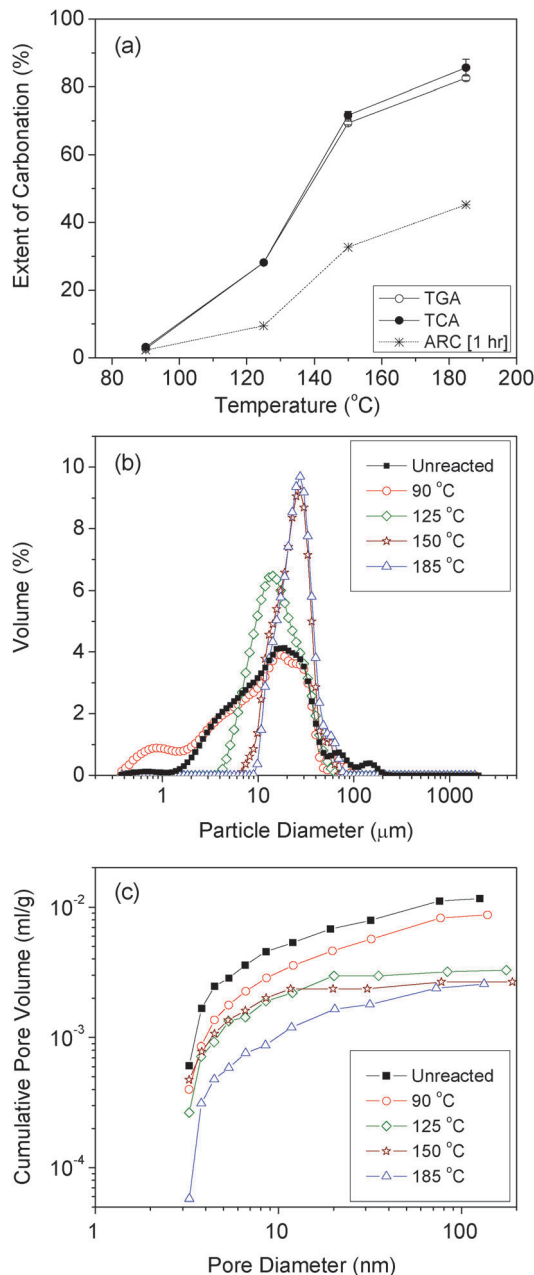 (a)
Extent of Carbonation (%)
100
80
60
40
20
0
80 100 120 140 160 180 200
Temperature (°C)
TGA
TCA
ARC [1 hr]
(b)
Volume (%)
10
8
6
4
2
0
1 10 100 1000
Particle Diameter (μm)
Unreacted
90 °C
125 °C
150 °C
185 °C
(c)
Cumulative Pore Volume (ml/g)
10⁻²
10⁻³
10⁻⁴
1 10 100
Pore Diameter (nm)
Unreacted
90 °C
125 °C
150 °C
185 °C